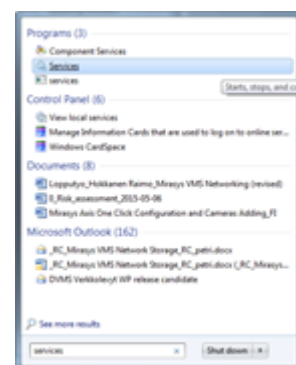 Programs (3)
Component Services
Services
services
Starts, stops, and c
Control Panel (6)
View local services
Manage Information Cards that are used to log on to online ser...
Windows CardSpace
Documents (8)
Lopputyo_Hokkanen Raimo_Mirasys VMS Networking (revised)
0_Risk_assessment_2015-05-06
Mirasys Axis One Click Configuration and Cameras Adding_FI
Microsoft Outlook (162)
_RC_Mirasys VMS Network Storage_RC_petri.docx
_RC_Mirasys VMS Network Storage_RC_petri.docx (_RC_Mirasys...
DVMS Verkkolevyt WP release candidate
See more results
services
Shut down